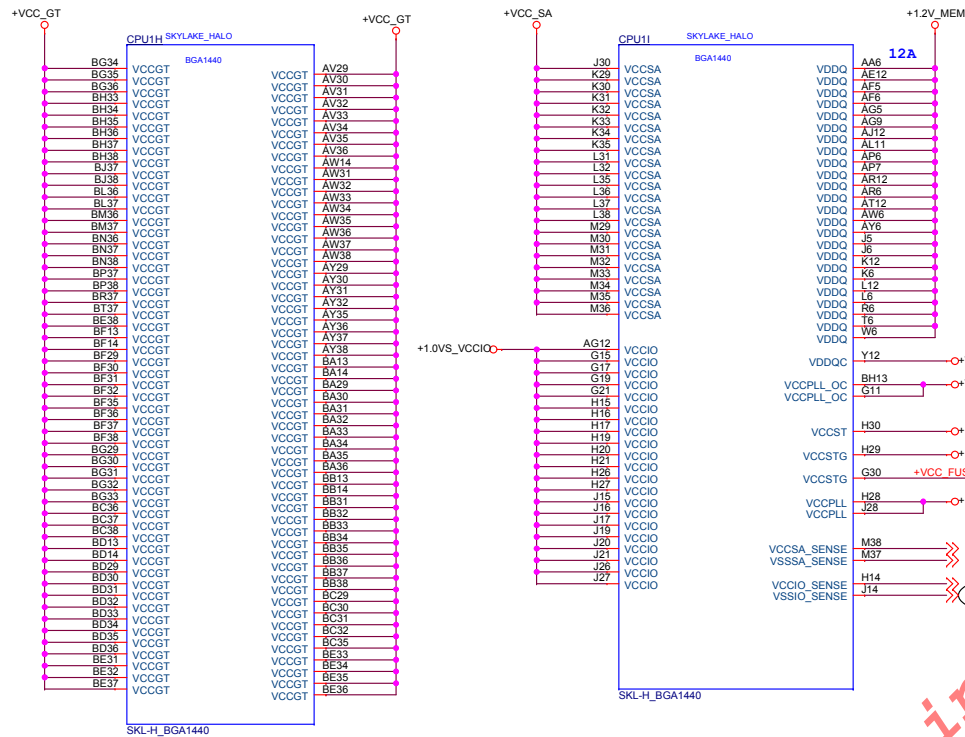 +VCC_GT
+VCC_GT
CPU1H SKYLAKE_HALO
BGA1440
BG34 VCCGT
BG35 VCCGT
BG36 VCCGT
BH33 VCCGT
BH34 VCCGT
BH35 VCCGT
BH36 VCCGT
BH37 VCCGT
BH38 VCCGT
BJ37 VCCGT
BJ38 VCCGT
BL36 VCCGT
BL37 VCCGT
BM36 VCCGT
BM37 VCCGT
BN36 VCCGT
BN37 VCCGT
BN38 VCCGT
BP37 VCCGT
BP38 VCCGT
BR37 VCCGT
BT37 VCCGT
BE38 VCCGT
BF13 VCCGT
BF14 VCCGT
BF29 VCCGT
BF30 VCCGT
BF31 VCCGT
BF32 VCCGT
BF35 VCCGT
BF36 VCCGT
BF37 VCCGT
BF38 VCCGT
BG29 VCCGT
BG30 VCCGT
BG31 VCCGT
BG32 VCCGT
BG33 VCCGT
BC36 VCCGT
BC37 VCCGT
BC38 VCCGT
BD13 VCCGT
BD14 VCCGT
BD29 VCCGT
BD30 VCCGT
BD31 VCCGT
BD32 VCCGT
BD33 VCCGT
BD34 VCCGT
BD35 VCCGT
BD36 VCCGT
BE31 VCCGT
BE32 VCCGT
BE37 VCCGT
VCCGT AV29
VCCGT AV30
VCCGT AV31
VCCGT AV32
VCCGT AV33
VCCGT AV34
VCCGT AV35
VCCGT AV36
VCCGT AW14
VCCGT AW31
VCCGT AW32
VCCGT AW33
VCCGT AW34
VCCGT AW35
VCCGT AW36
VCCGT AW37
VCCGT AW38
VCCGT AY29
VCCGT AY30
VCCGT AY31
VCCGT AY32
VCCGT AY35
VCCGT AY36
VCCGT AY37
VCCGT AY38
VCCGT BA13
VCCGT BA14
VCCGT BA29
VCCGT BA30
VCCGT BA31
VCCGT BA32
VCCGT BA33
VCCGT BA34
VCCGT BA35
VCCGT BA36
VCCGT BB13
VCCGT BB14
VCCGT BB31
VCCGT BB32
VCCGT BB33
VCCGT BB34
VCCGT BB35
VCCGT BB36
VCCGT BB37
VCCGT BB38
VCCGT BC29
VCCGT BC30
VCCGT BC31
VCCGT BC32
VCCGT BC35
VCCGT BE33
VCCGT BE34
VCCGT BE35
VCCGT BE36
SKL-H_BGA1440
+VCC_SA
+1.2V_MEM
CPU1I SKYLAKE_HALO
BGA1440
12A
J30 VCCSA
K29 VCCSA
K30 VCCSA
K31 VCCSA
K32 VCCSA
K33 VCCSA
K34 VCCSA
K35 VCCSA
L31 VCCSA
L32 VCCSA
L35 VCCSA
L36 VCCSA
L37 VCCSA
L38 VCCSA
M29 VCCSA
M30 VCCSA
M31 VCCSA
M32 VCCSA
M33 VCCSA
M34 VCCSA
M35 VCCSA
M36 VCCSA
+1.0VS_VCCIO
AG12 VCCIO
G15 VCCIO
G17 VCCIO
G19 VCCIO
G21 VCCIO
H15 VCCIO
H16 VCCIO
H17 VCCIO
H19 VCCIO
H20 VCCIO
H21 VCCIO
H26 VCCIO
H27 VCCIO
J15 VCCIO
J16 VCCIO
J17 VCCIO
J19 VCCIO
J20 VCCIO
J21 VCCIO
J26 VCCIO
J27 VCCIO
VDDQ AA6
VDDQ AE12
VDDQ AF5
VDDQ AF6
VDDQ AG5
VDDQ AG9
VDDQ AJ12
VDDQ AL11
VDDQ AP6
VDDQ AP7
VDDQ AR12
VDDQ AR6
VDDQ AT12
VDDQ AW6
VDDQ AY6
VDDQ J5
VDDQ J6
VDDQ K12
VDDQ K6
VDDQ L12
VDDQ L6
VDDQ R6
VDDQ T6
VDDQ W6
VDDQC Y12 +
VCCPLL_OC BH13 +
VCCPLL_OC G11
VCCST H30 +
VCCSTG H29 +
VCCSTG G30 +VCC_FUS
VCCPLL H28 +
VCCPLL J28
VCCSA_SENSE M38
VSSSA_SENSE M37
VCCIO_SENSE H14
VSSIO_SENSE J14
SKL-H_BGA1440